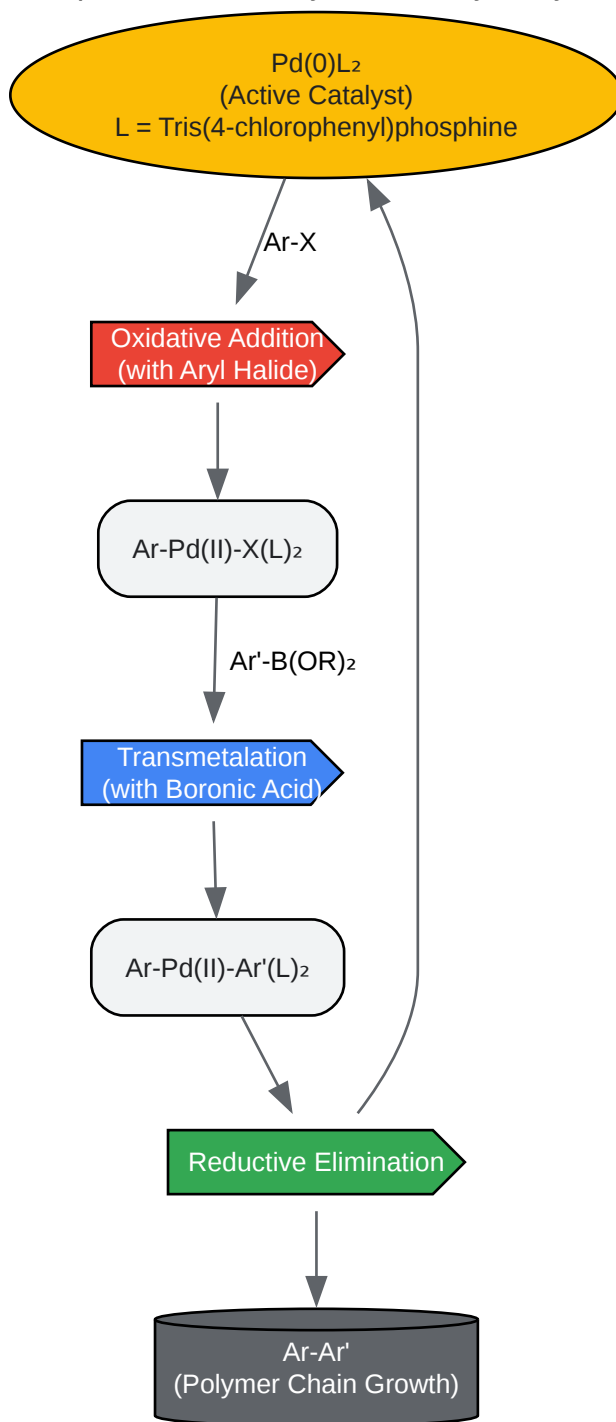 Pd(0)L₂
(Active Catalyst)
L = Tris(4-chlorophenyl)phosphine
Ar-X
Oxidative Addition
(with Aryl Halide)
Ar-Pd(II)-X(L)₂
Ar'-B(OR)₂
Transmetalation
(with Boronic Acid)
Ar-Pd(II)-Ar'(L)₂
Reductive Elimination
Ar-Ar'
(Polymer Chain Growth)